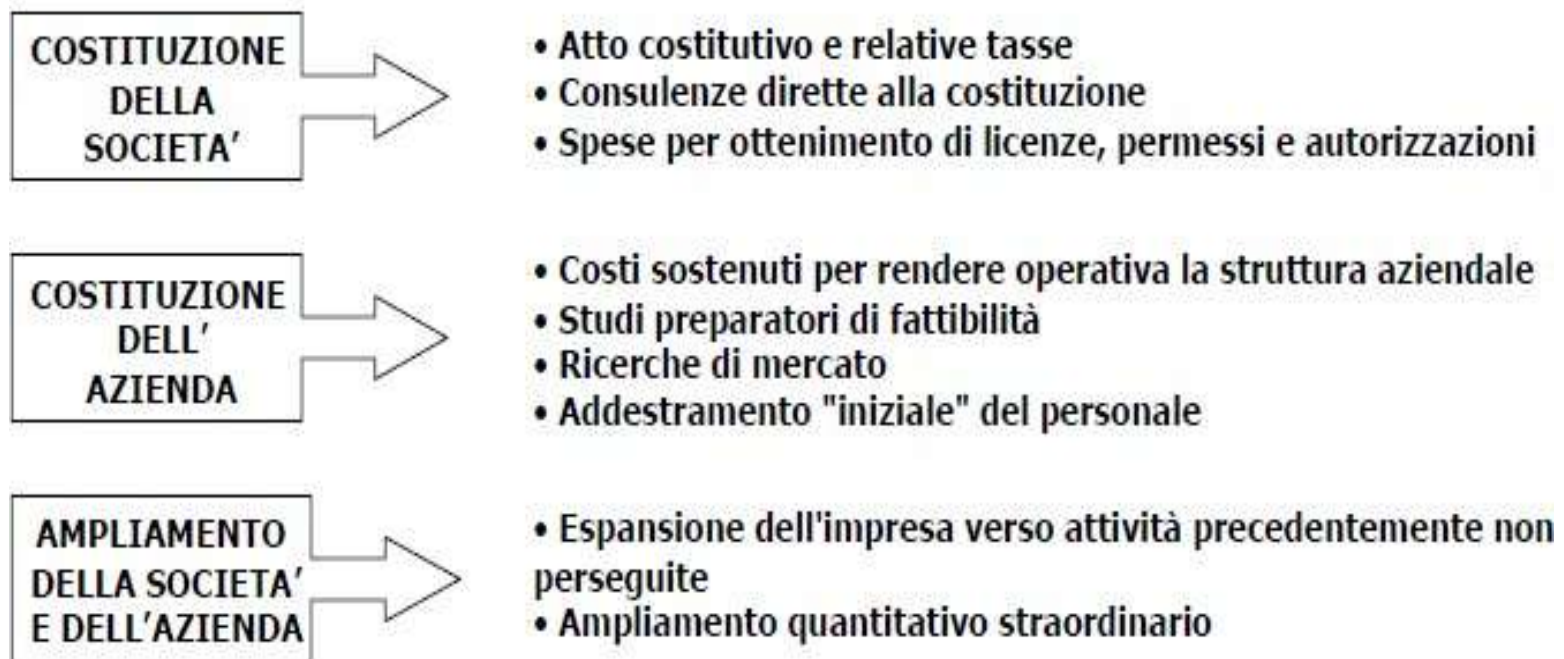 COSTITUZIONE
DELLA
SOCIETA'
• Atto costitutivo e relative tasse
• Consulenze dirette alla costituzione
• Spese per ottenimento di licenze, permessi e autorizzazioni
COSTITUZIONE
DELL'
AZIENDA
• Costi sostenuti per rendere operativa la struttura aziendale
• Studi preparatori di fattibilità
• Ricerche di mercato
• Addestramento "iniziale" del personale
AMPLIAMENTO
DELLA SOCIETA'
E DELL'AZIENDA
• Espansione dell'impresa verso attività precedentemente non
perseguite
• Ampliamento quantitativo straordinario